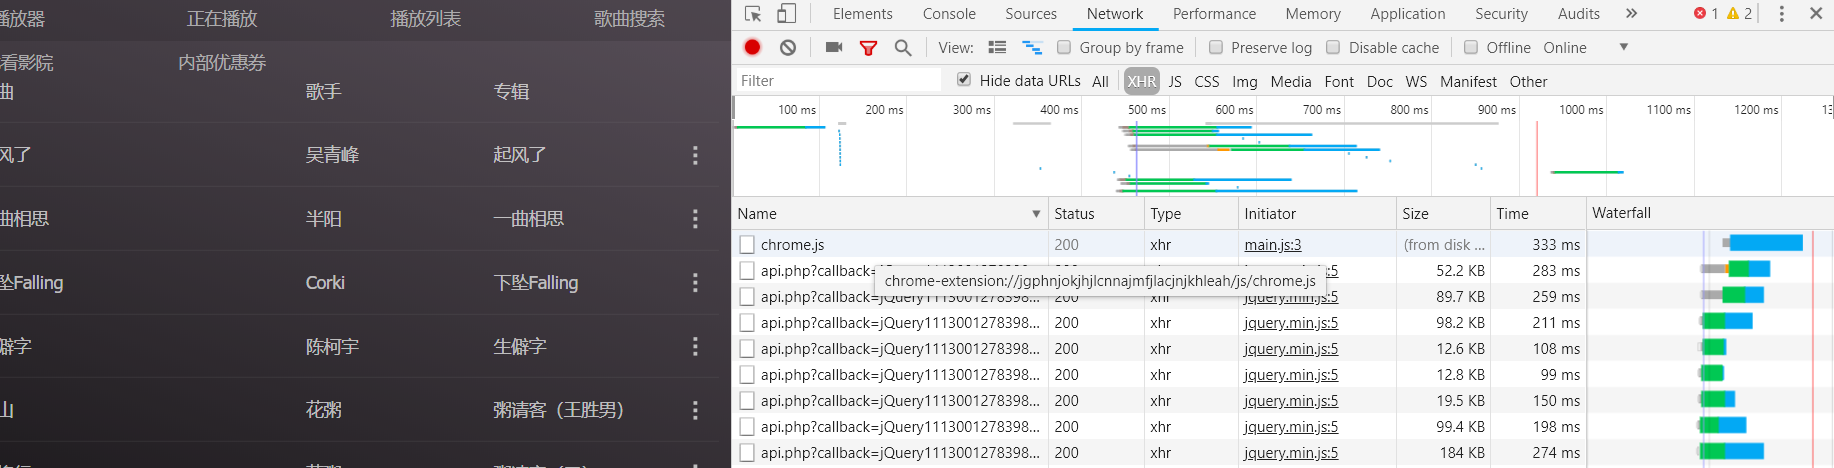 播放器 正在播放 播放列表 歌曲搜索
看影院 内部优惠券
曲 歌手 专辑
风了 吴青峰 起风了
曲相思 半阳 一曲相思
坠Falling Corki 下坠Falling
僻字 陈柯宇 生僻字
山 花粥 粥请客（王胜男）
Elements Console Sources Network Performance Memory Application Security Audits » 1 2
View: Group by frame Preserve log Disable cache Offline Online
Filter Hide data URLs All XHR JS CSS Img Media Font Doc WS Manifest Other
100 ms 200 ms 300 ms 400 ms 500 ms 600 ms 700 ms 800 ms 900 ms 1000 ms 1100 ms 1200 ms
Name Status Type Initiator Size Time Waterfall
chrome.js 200 xhr main.js:3 (from disk ... 333 ms
api.php?callback=j 52.2 KB 283 ms
chrome-extension://jgphnjokjhjlcnnajmfjlacjnjkhleah/js/chrome.js
api.php?callback=jQuery1113001278398... 200 xhr jquery.min.js:5 89.7 KB 259 ms
api.php?callback=jQuery1113001278398... 200 xhr jquery.min.js:5 98.2 KB 211 ms
api.php?callback=jQuery1113001278398... 200 xhr jquery.min.js:5 12.6 KB 108 ms
api.php?callback=jQuery1113001278398... 200 xhr jquery.min.js:5 12.8 KB 99 ms
api.php?callback=jQuery1113001278398... 200 xhr jquery.min.js:5 19.5 KB 150 ms
api.php?callback=jQuery1113001278398... 200 xhr jquery.min.js:5 99.4 KB 198 ms
api.php?callback=jQuery1113001278398... 200 xhr jquery.min.js:5 184 KB 274 ms